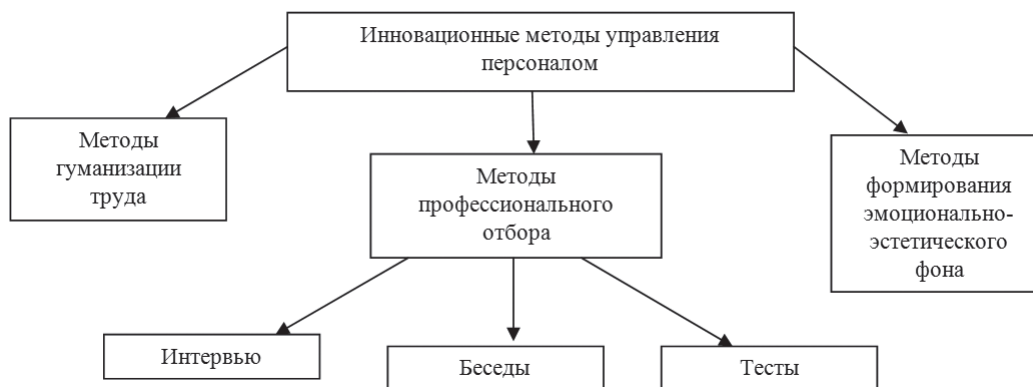 Инновационные методы управления
персоналом
Методы
гуманизации
труда
Методы
профессионального
отбора
Методы
формирования
эмоционально-
эстетического
фона
Интервью
Беседы
Тесты